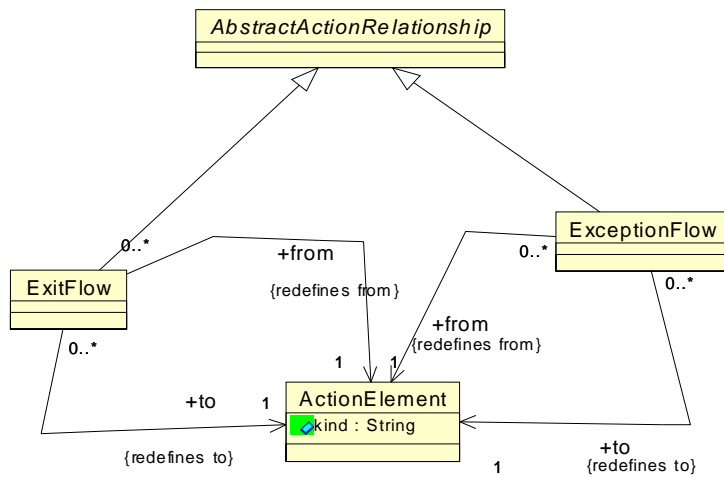 AbstractActionRelationship
ExceptionFlow
0..*
0..*
+from
0..*
ExitFlow
{redefines from}
+from
0..*
{redefines from}
1
1
ActionElement
+to
1
kind : String
+to
{redefines to}
1
{redefines to}